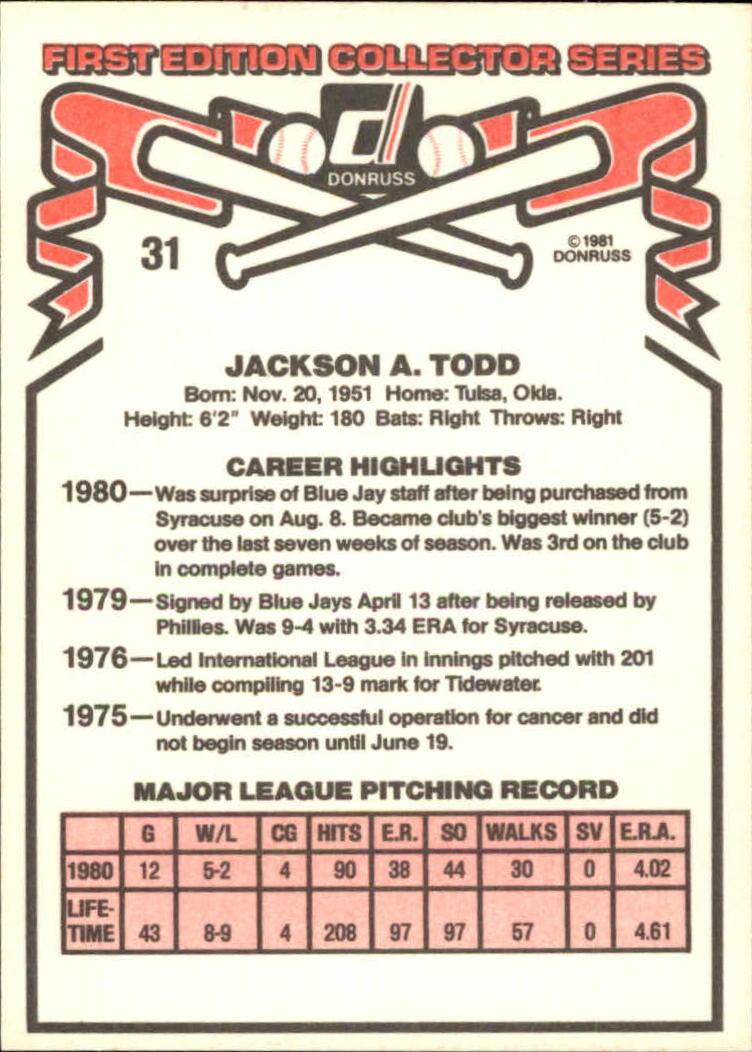 FIRST EDITION COLLECTOR SERIES
DONRUSS
31
© 1981
DONRUSS
JACKSON A. TODD
Born: Nov. 20, 1951 Home: Tulsa, Okla.
Height: 6'2" Weight: 180 Bats: Right Throws: Right
CAREER HIGHLIGHTS
1980—Was surprise of Blue Jay staff after being purchased from
Syracuse on Aug. 8. Became club's biggest winner (5-2)
over the last seven weeks of season. Was 3rd on the club
in complete games.
1979—Signed by Blue Jays April 13 after being released by
Phillies. Was 9-4 with 3.34 ERA for Syracuse.
1976—Led International League in innings pitched with 201
while compiling 13-9 mark for Tidewater.
1975—Underwent a successful operation for cancer and did
not begin season until June 19.
MAJOR LEAGUE PITCHING RECORD
G W/L CG HITS E.R. SO WALKS SV E.R.A.
1980 12 5-2 4 90 38 44 30 0 4.02
LIFE-
TIME 43 8-9 4 208 97 97 57 0 4.61